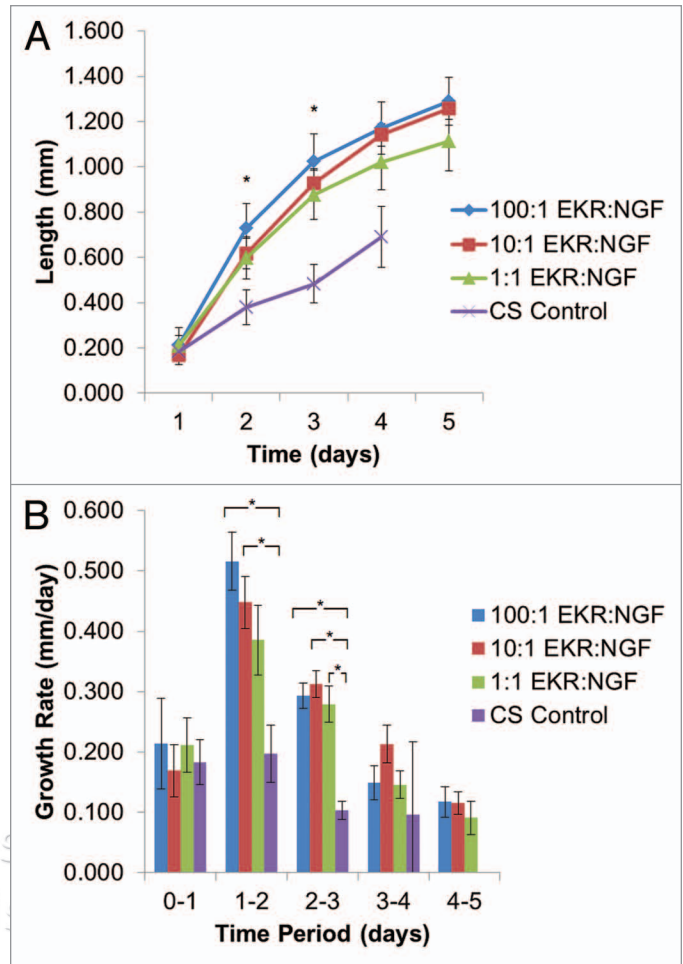 A
1.600
1.400
1.200
1.000
0.800
0.600
0.400
0.200
0.000
Length (mm)
*
*
1 2 3 4 5
Time (days)
100:1 EKR:NGF
10:1 EKR:NGF
1:1 EKR:NGF
CS Control
B
0.600
0.500
0.400
0.300
0.200
0.100
0.000
Growth Rate (mm/day)
*
*
*
*
*
0-1 1-2 2-3 3-4 4-5
Time Period (days)
100:1 EKR:NGF
10:1 EKR:NGF
1:1 EKR:NGF
CS Control